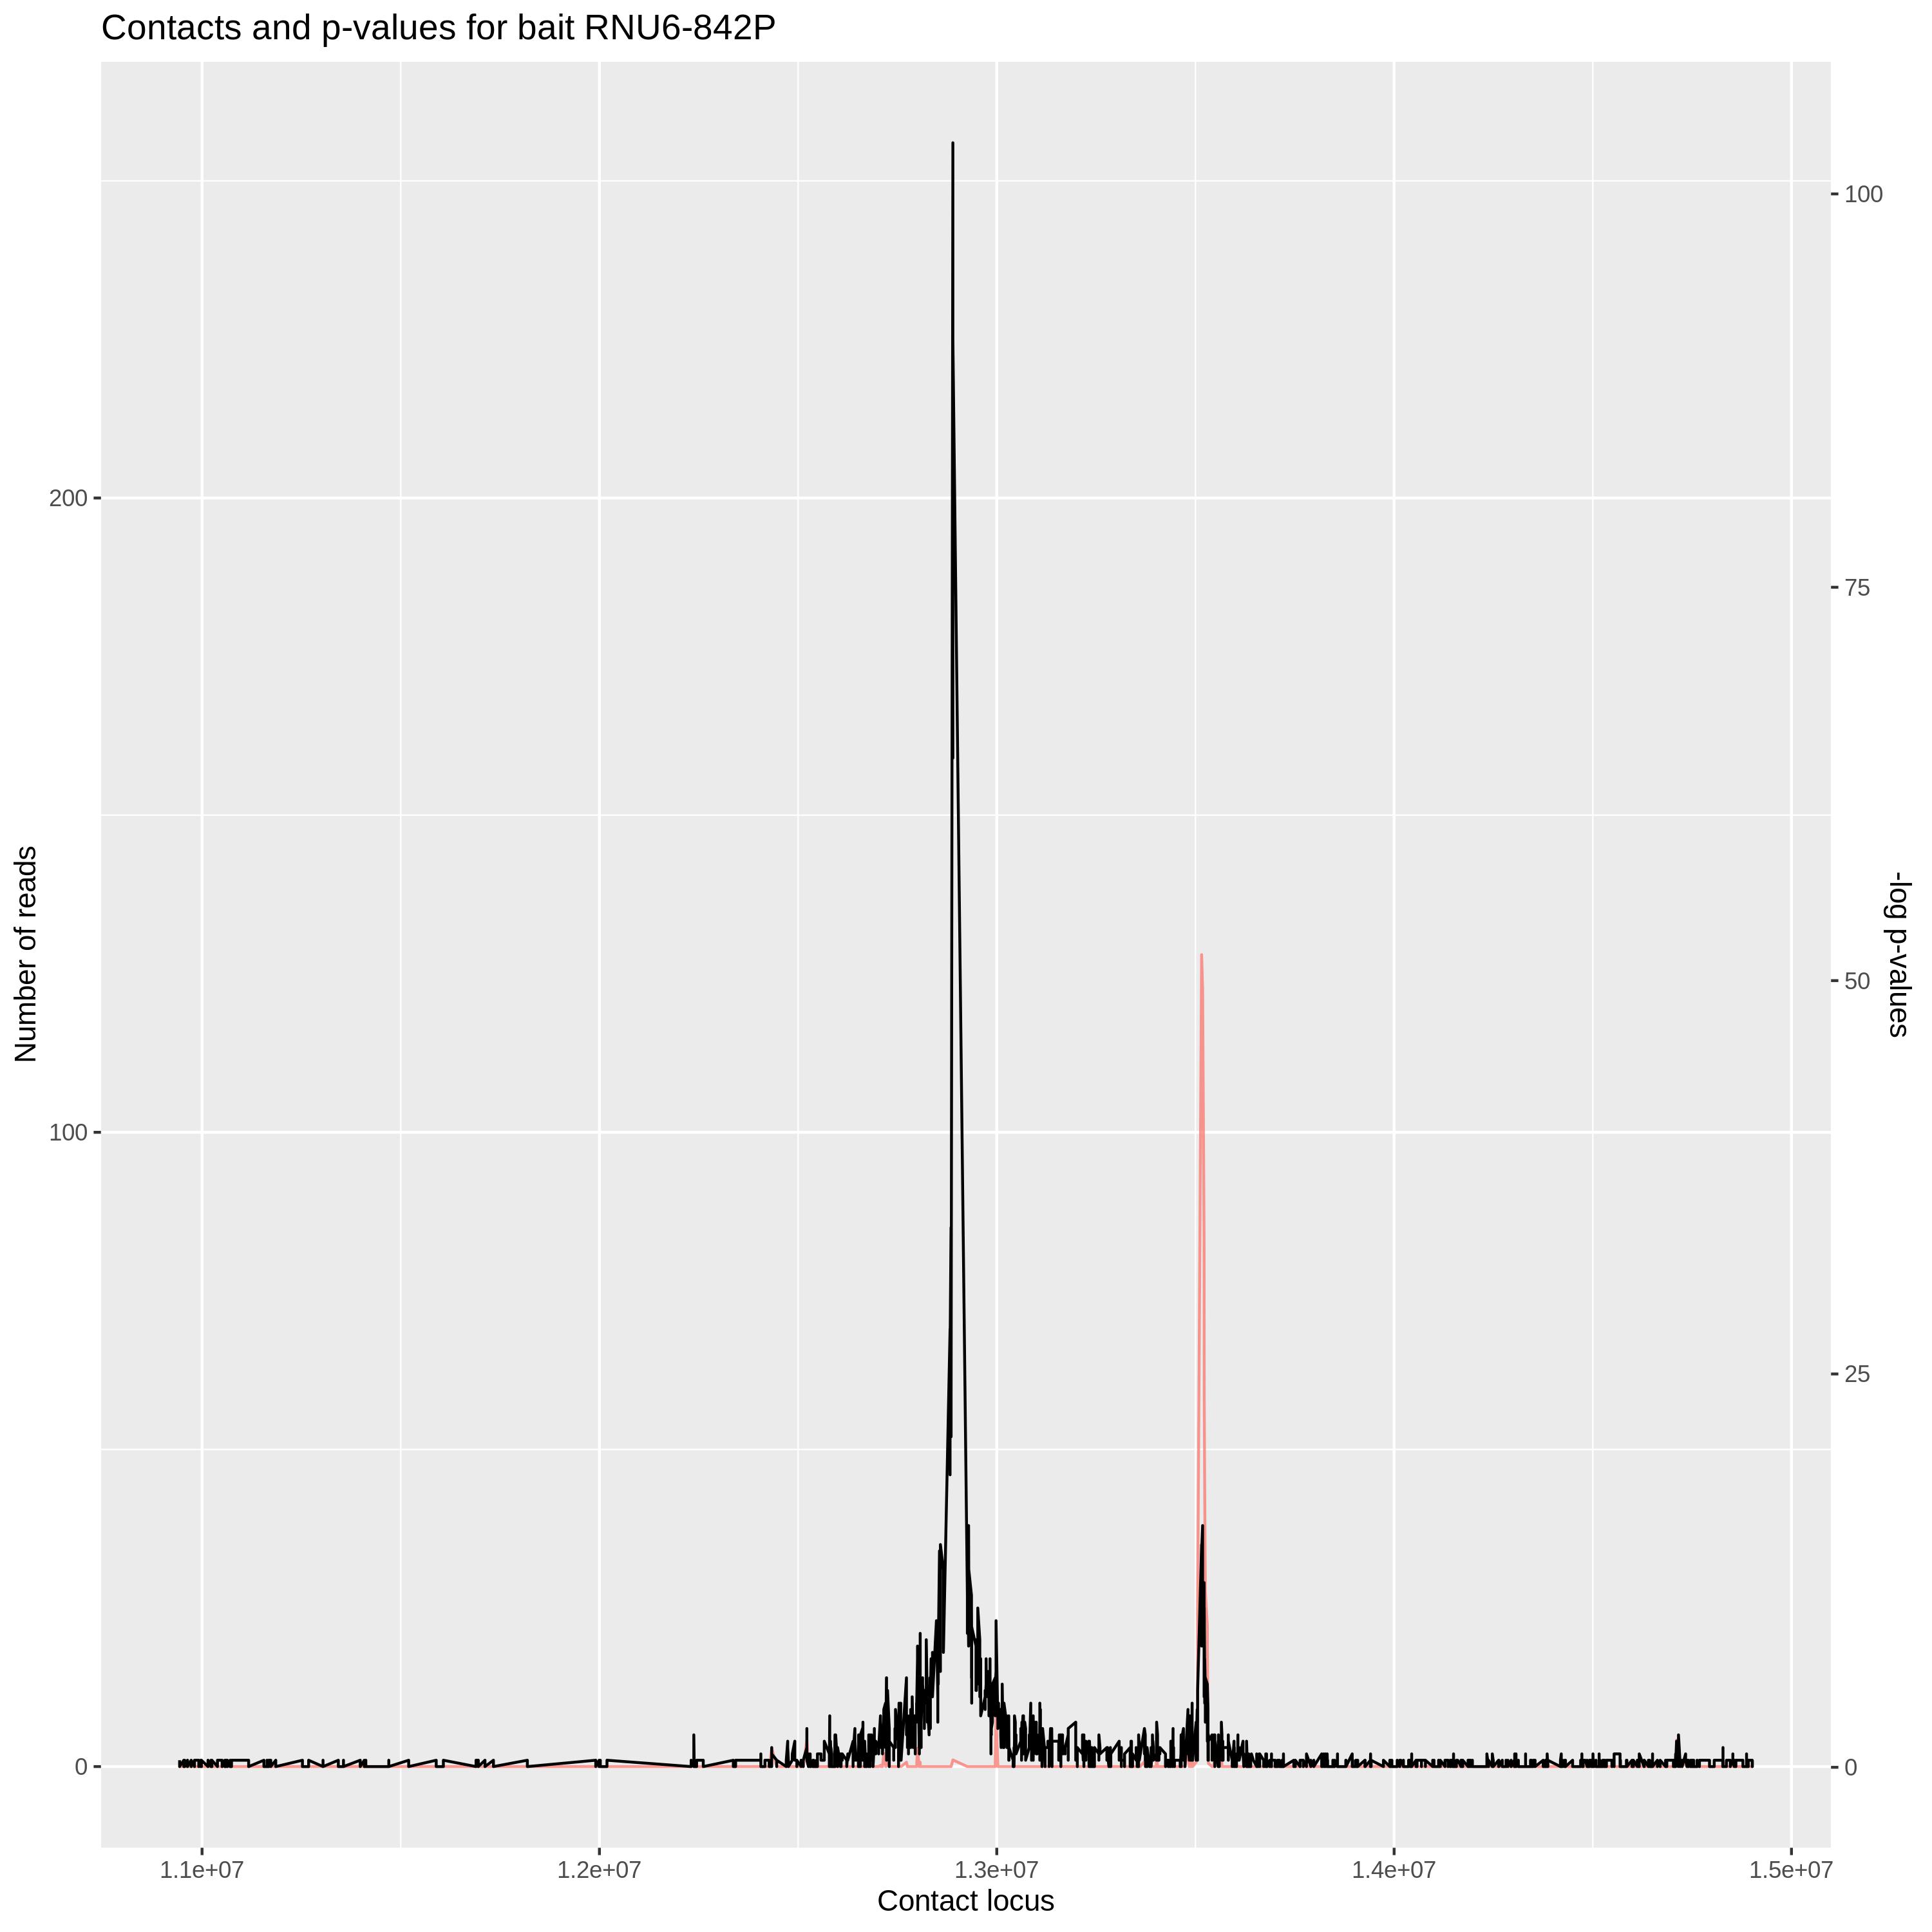 Contacts and p-values for bait RNU6-842P
200
100
0
Number of reads
100
75
50
25
0
-log p-values
1.1e+07
1.2e+07
1.3e+07
1.4e+07
1.5e+07
Contact locus